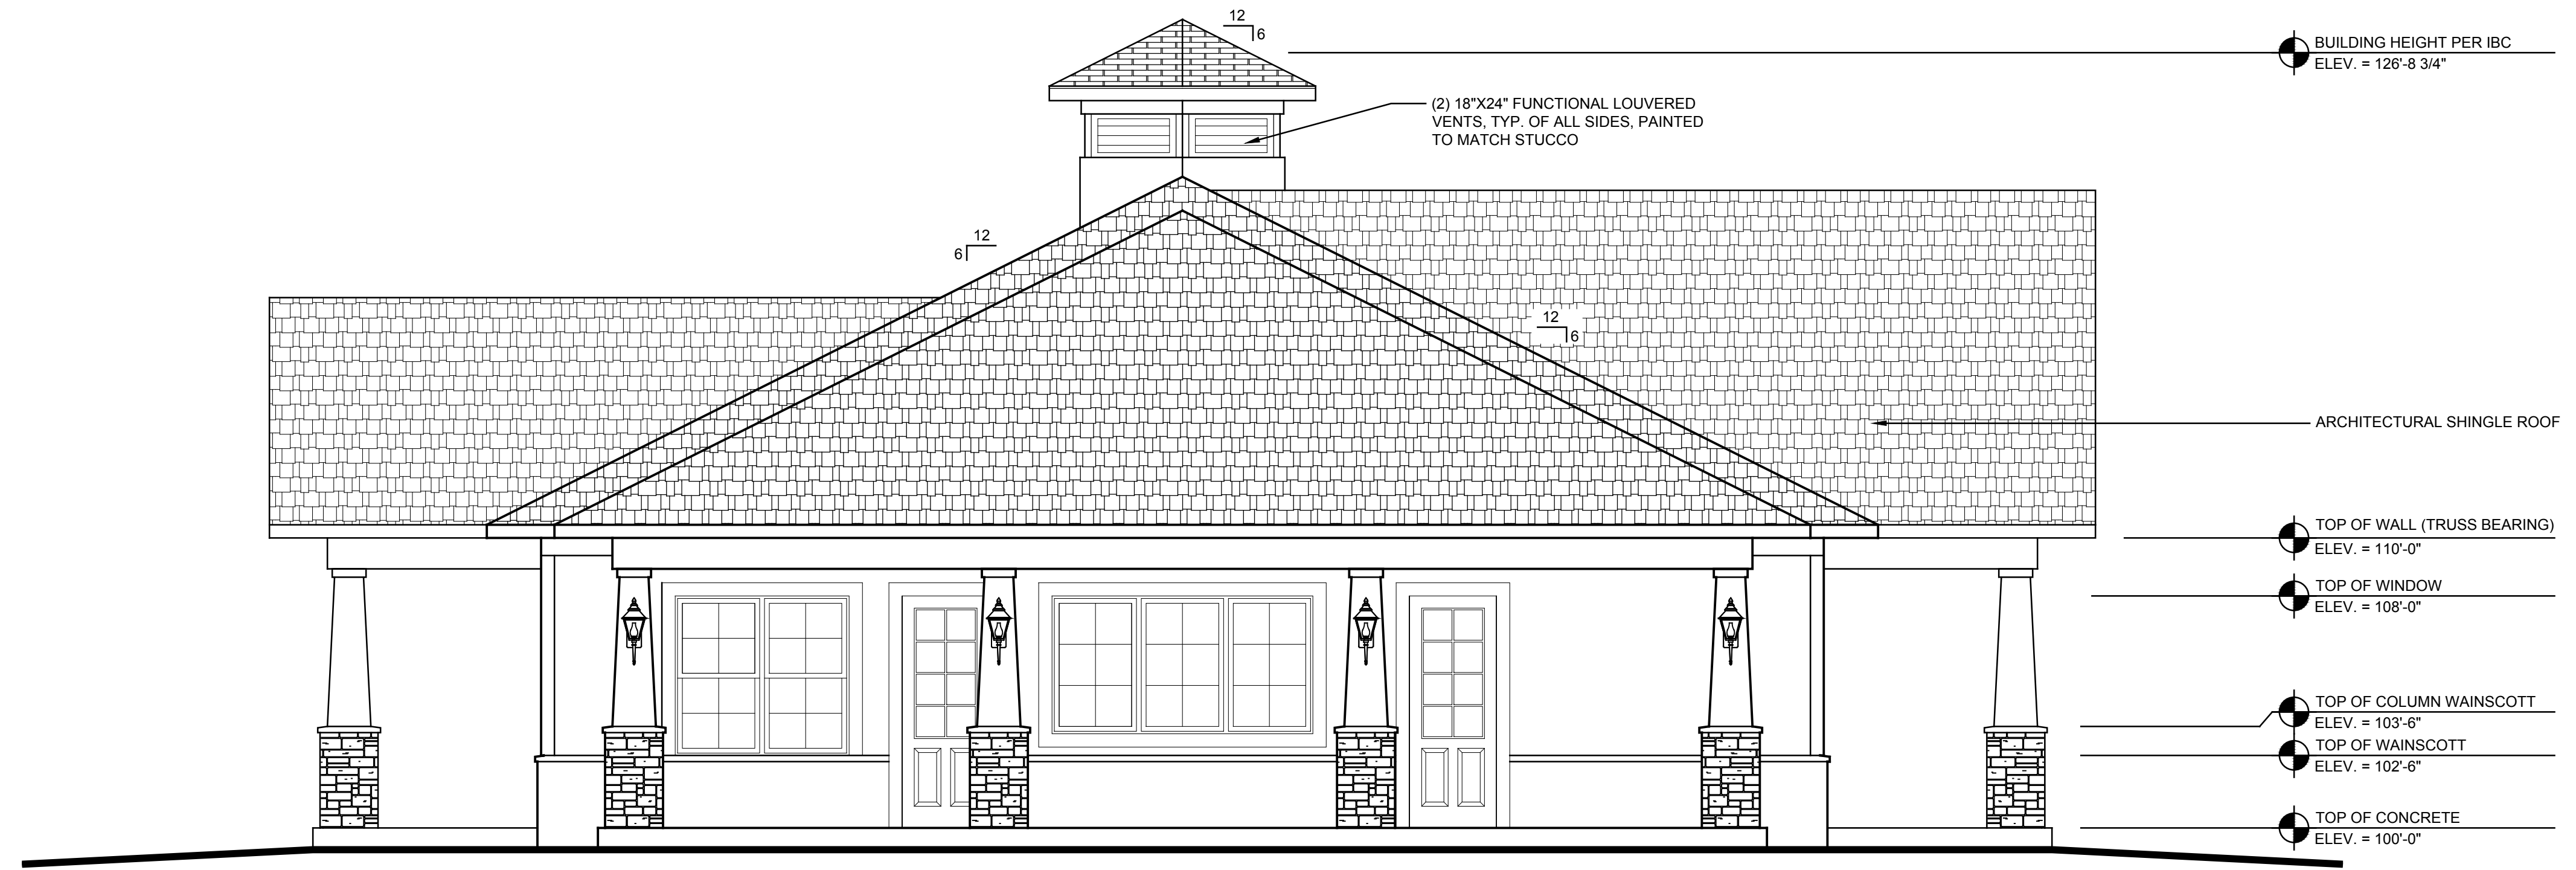 12
6
BUILDING HEIGHT PER IBC
ELEV. = 126'-8 3/4"
(2) 18"X24" FUNCTIONAL LOUVERED
VENTS, TYP. OF ALL SIDES, PAINTED
TO MATCH STUCCO
12
6
12
6
ARCHITECTURAL SHINGLE ROOF
TOP OF WALL (TRUSS BEARING)
ELEV. = 110'-0"
TOP OF WINDOW
ELEV. = 108'-0"
TOP OF COLUMN WAINSCOTT
ELEV. = 103'-6"
TOP OF WAINSCOTT
ELEV. = 102'-6"
TOP OF CONCRETE
ELEV. = 100'-0"